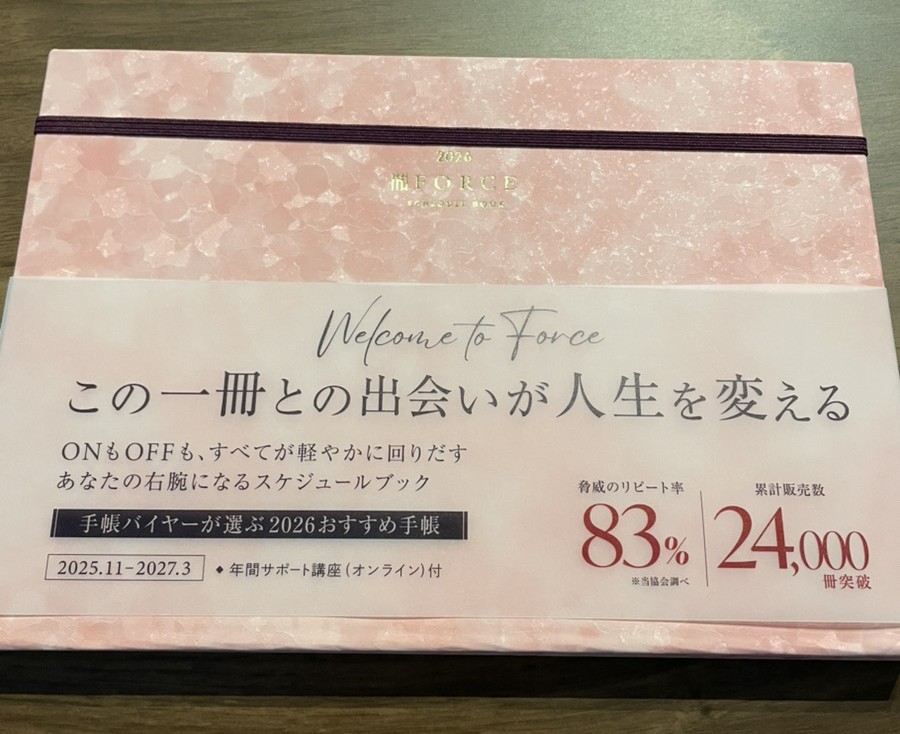 2026
冊FORCE
SCHEDULE BOOK
Welcome to Force
この一冊との出会いが人生を変える
ONもOFFも、すべてが軽やかに回りだす
あなたの右腕になるスケジュールブック
手帳バイヤーが選ぶ2026おすすめ手帳
2025.11-2027.3
◆ 年間サポート講座(オンライン)付
脅威のリピート率
83%
※当協会調べ
累計販売数
24,000
冊突破